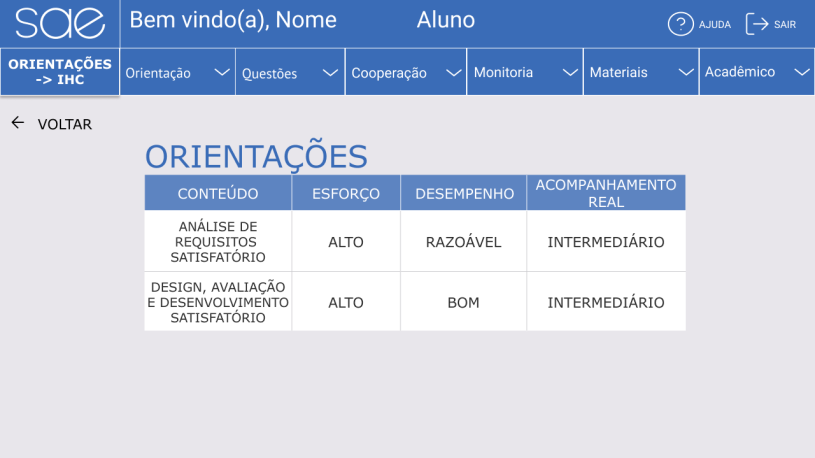 sae
Bem vindo(a), Nome
Aluno
AJUDA
SAIR
ORIENTAÇÕES
-> IHC
Orientação
Questões
Cooperação
Monitoria
Materiais
Acadêmico
VOLTAR
ORIENTAÇÕES
CONTEÚDO
ESFORÇO
DESEMPENHO
ACOMPANHAMENTO
REAL
ANÁLISE DE
REQUISITOS
SATISFATÓRIO
ALTO
RAZOÁVEL
INTERMEDIÁRIO
DESIGN, AVALIAÇÃO
E DESENVOLVIMENTO
SATISFATÓRIO
ALTO
BOM
INTERMEDIÁRIO